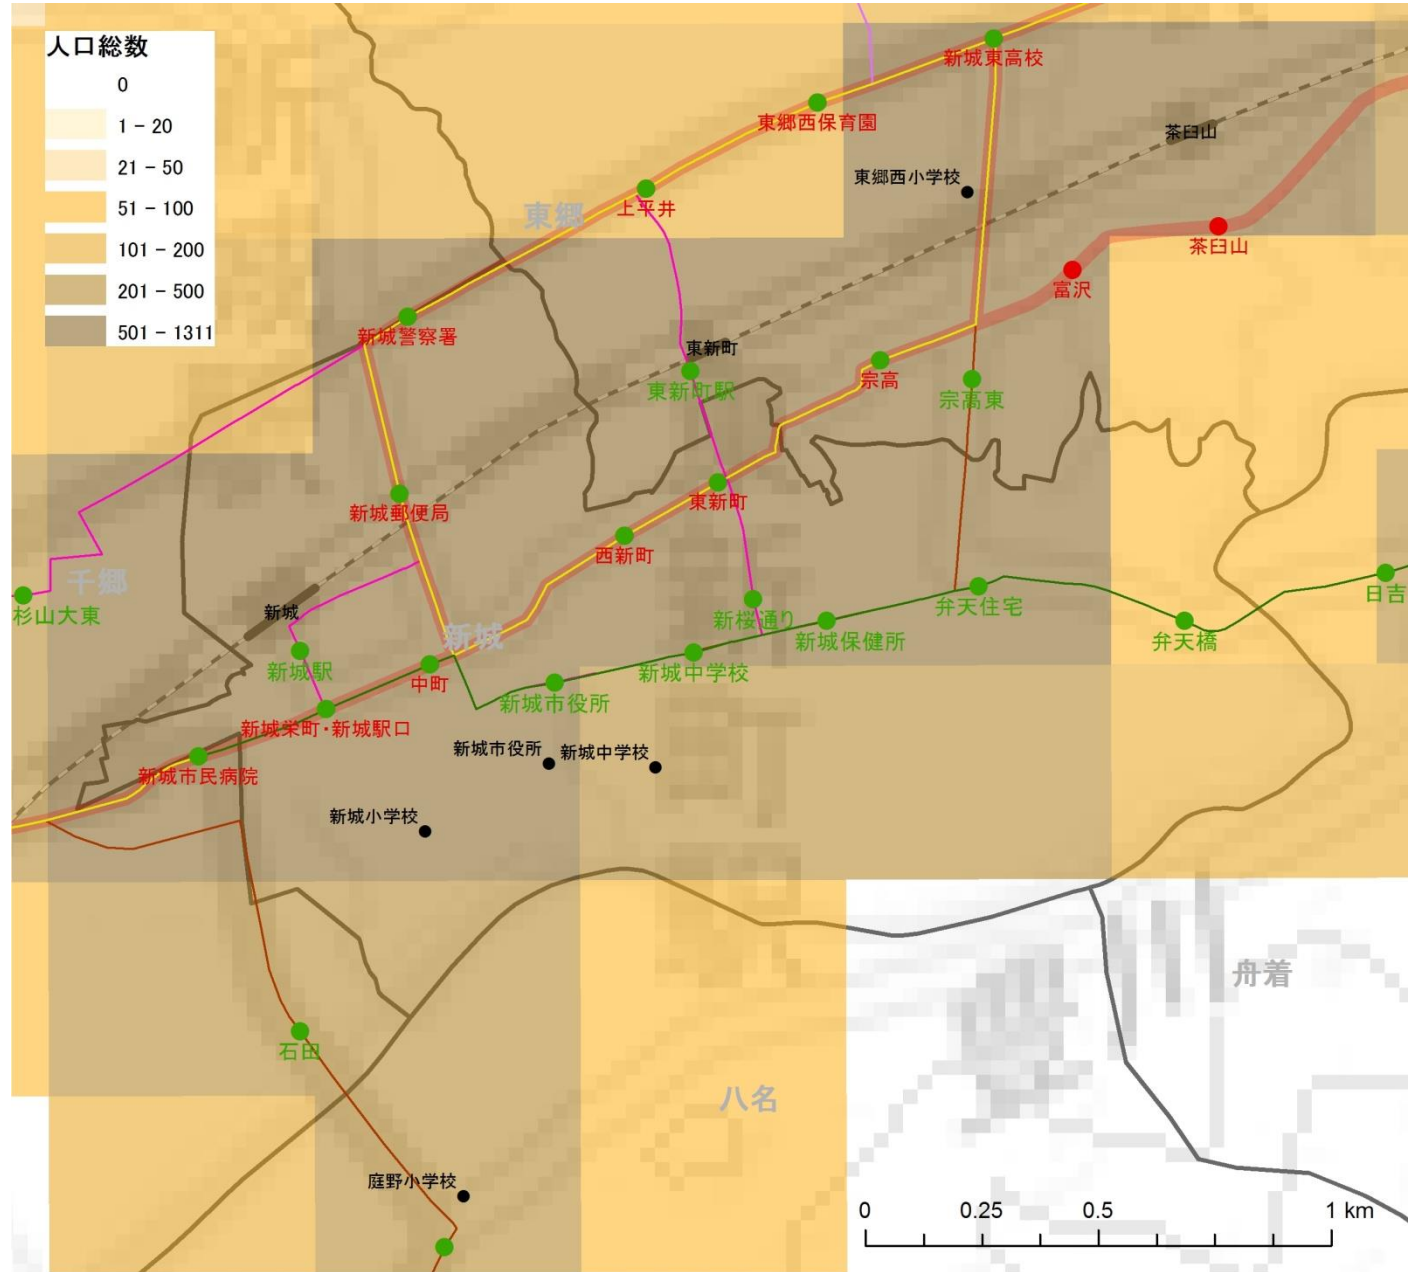 人口総数
0
1 - 20
21 - 50
51 - 100
101 - 200
201 - 500
501 - 1311
新城東高校
東郷西保育園
茶臼山
東郷西小学校
東郷
上平井
茶臼山
富沢
新城警察署
東新町
東新町駅
宗高
宗高東
新城郵便局
東新町
西新町
千郷
杉山大東
新城
新城駅
新城
中町
新桜通り
新城保健所
弁天住宅
弁天橋
日吉
新城中学校
新城市役所
新城栄町・新城駅口
新城市民病院
新城市役所
新城中学校
新城小学校
舟着
石田
八名
庭野小学校
0 0.25 0.5 1 km